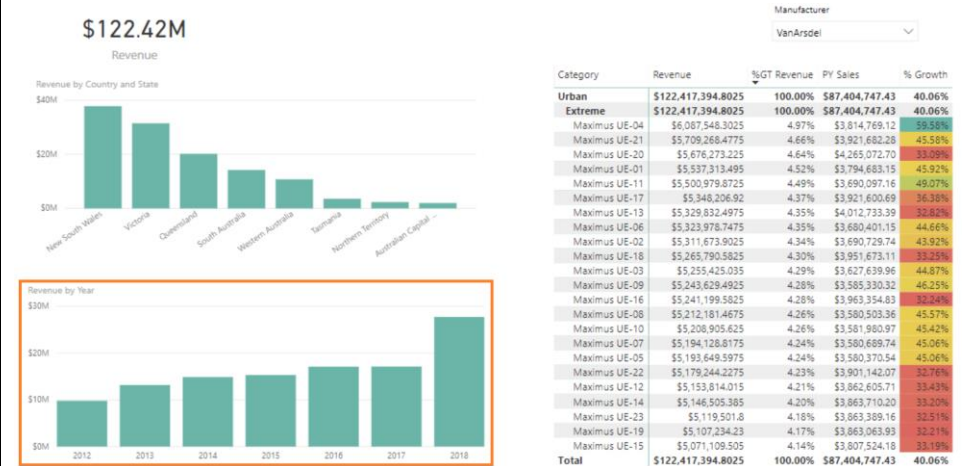 $122.42M
Revenue
Revenue by Country and State
$40M
$20M
$0M
New South Wales
Victoria
Queensland
South Australia
Western Australia
Tasmania
Northern Territory
Australian Capital ...
Revenue by Year
$30M
$20M
$10M
$0M
2012 2013 2014 2015 2016 2017 2018
Manufacturer
VanArsdel
Category Revenue %GT Revenue PY Sales % Growth
Urban $122,417,394.8025 100.00% $87,404,747.43 40.06%
Extreme $122,417,394.8025 100.00% $87,404,747.43 40.06%
Maximus UE-04 $6,087,548.3025 4.97% $3,814,769.12 59.58%
Maximus UE-21 $5,709,268.4775 4.66% $3,921,682.28 45.58%
Maximus UE-20 $5,676,273.225 4.64% $4,265,072.70 33.09%
Maximus UE-01 $5,537,313.495 4.52% $3,794,683.15 45.92%
Maximus UE-11 $5,500,979.8725 4.49% $3,690,097.16 49.07%
Maximus UE-17 $5,348,206.92 4.37% $3,921,600.69 36.38%
Maximus UE-13 $5,329,832.4975 4.35% $4,012,733.39 32.82%
Maximus UE-06 $5,323,978.7475 4.35% $3,680,401.15 44.66%
Maximus UE-02 $5,311,673.9025 4.34% $3,690,729.74 43.92%
Maximus UE-18 $5,265,790.5825 4.30% $3,951,673.11 33.25%
Maximus UE-03 $5,255,425.035 4.29% $3,627,639.96 44.87%
Maximus UE-09 $5,243,629.4925 4.28% $3,585,330.32 46.25%
Maximus UE-16 $5,241,199.5825 4.28% $3,963,354.83 32.24%
Maximus UE-08 $5,212,181.4675 4.26% $3,580,503.36 45.57%
Maximus UE-10 $5,208,905.625 4.26% $3,581,980.97 45.42%
Maximus UE-07 $5,194,128.8175 4.24% $3,580,689.74 45.06%
Maximus UE-05 $5,193,649.5975 4.24% $3,580,370.54 45.06%
Maximus UE-22 $5,179,244.2275 4.23% $3,901,142.07 32.76%
Maximus UE-12 $5,153,814.015 4.21% $3,862,605.71 33.43%
Maximus UE-14 $5,146,505.385 4.20% $3,863,710.20 33.20%
Maximus UE-23 $5,119,501.8 4.18% $3,863,389.16 32.51%
Maximus UE-19 $5,107,234.23 4.17% $3,863,063.93 32.21%
Maximus UE-15 $5,071,109.505 4.14% $3,807,524.18 33.19%
Total $122,417,394.8025 100.00% $87,404,747.43 40.06%